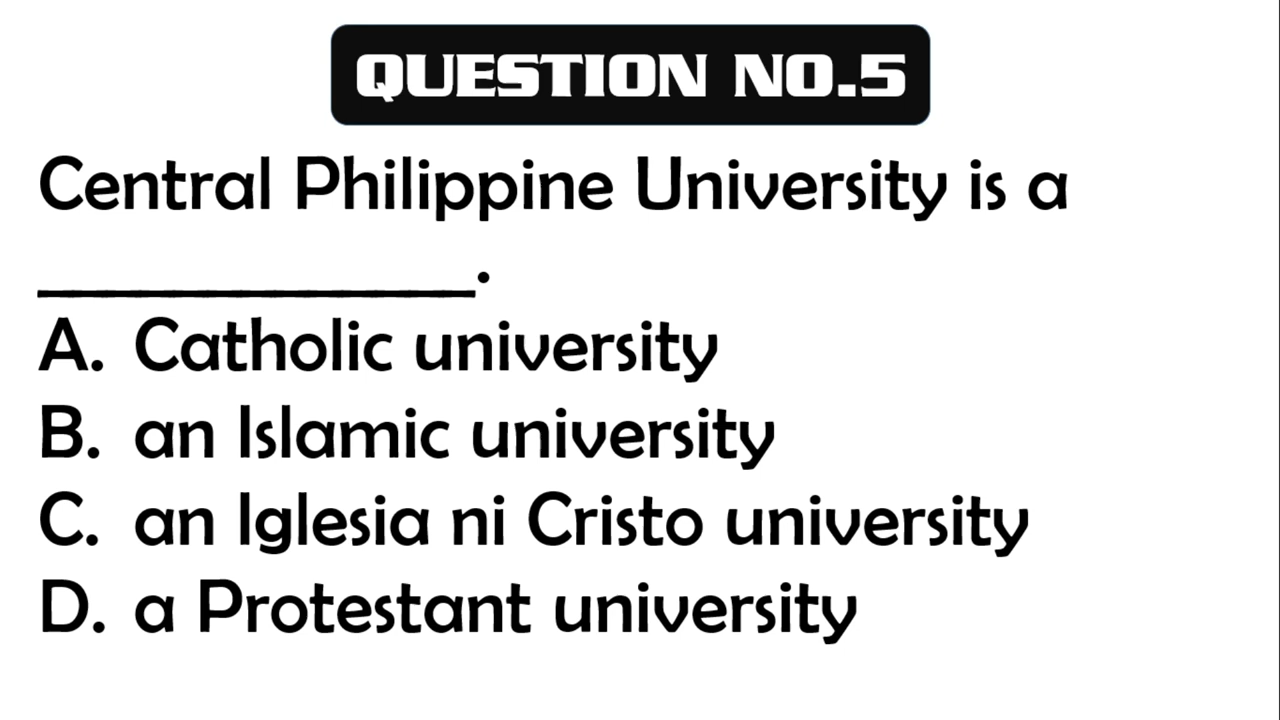 QUESTION NO.5
Central Philippine University is a
____________.
A. Catholic university
B. an Islamic university
C. an Iglesia ni Cristo university
D. a Protestant university